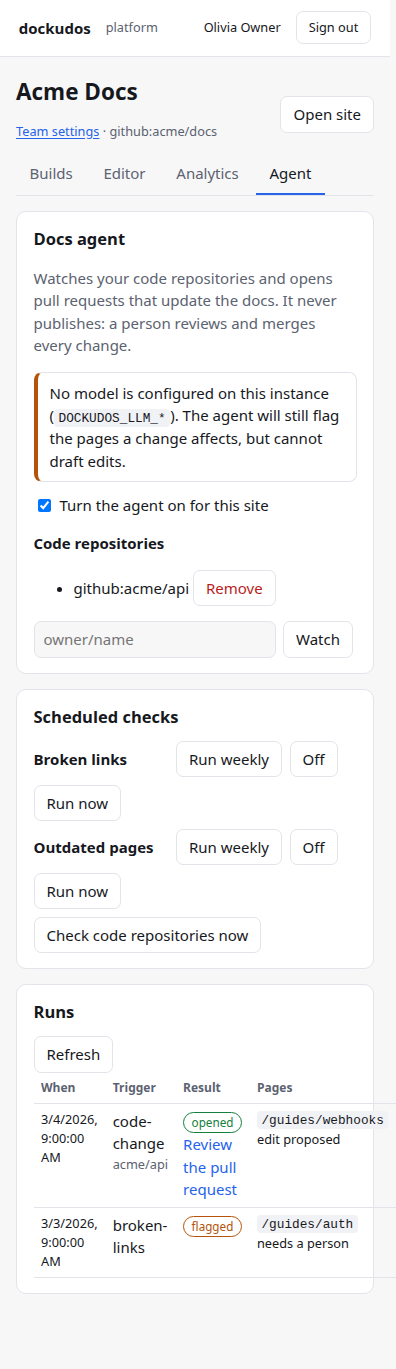 dockudos platform Olivia Owner Sign out
Acme Docs
Open site
Team settings · github:acme/docs
Builds Editor Analytics Agent
Docs agent
Watches your code repositories and opens
pull requests that update the docs. It never
publishes: a person reviews and merges
every change.
No model is configured on this instance
(DOCKUDOS_LLM_*). The agent will still flag
the pages a change affects, but cannot
draft edits.
Turn the agent on for this site
Code repositories
• github:acme/api Remove
owner/name Watch
Scheduled checks
Broken links Run weekly Off
Run now
Outdated pages Run weekly Off
Run now
Check code repositories now
Runs
Refresh
When Trigger Result Pages
3/4/2026, 9:00:00 AM
code-change
acme/api
opened
Review the pull request
/guides/webhooks
edit proposed
3/3/2026, 9:00:00 AM
broken-links
flagged
/guides/auth
needs a person